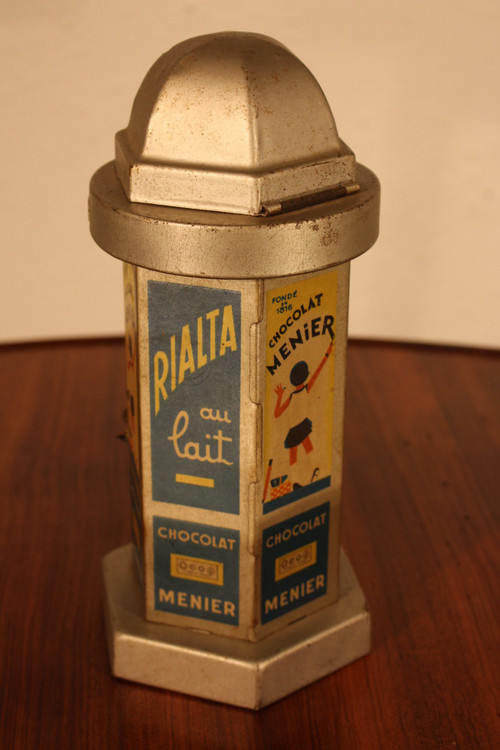 RIALTA
au
lait
CHOCOLAT
MENIER
FONDÉ
EN
1816
CHOCOLAT
MENIER
CHOCOLAT
MENIER